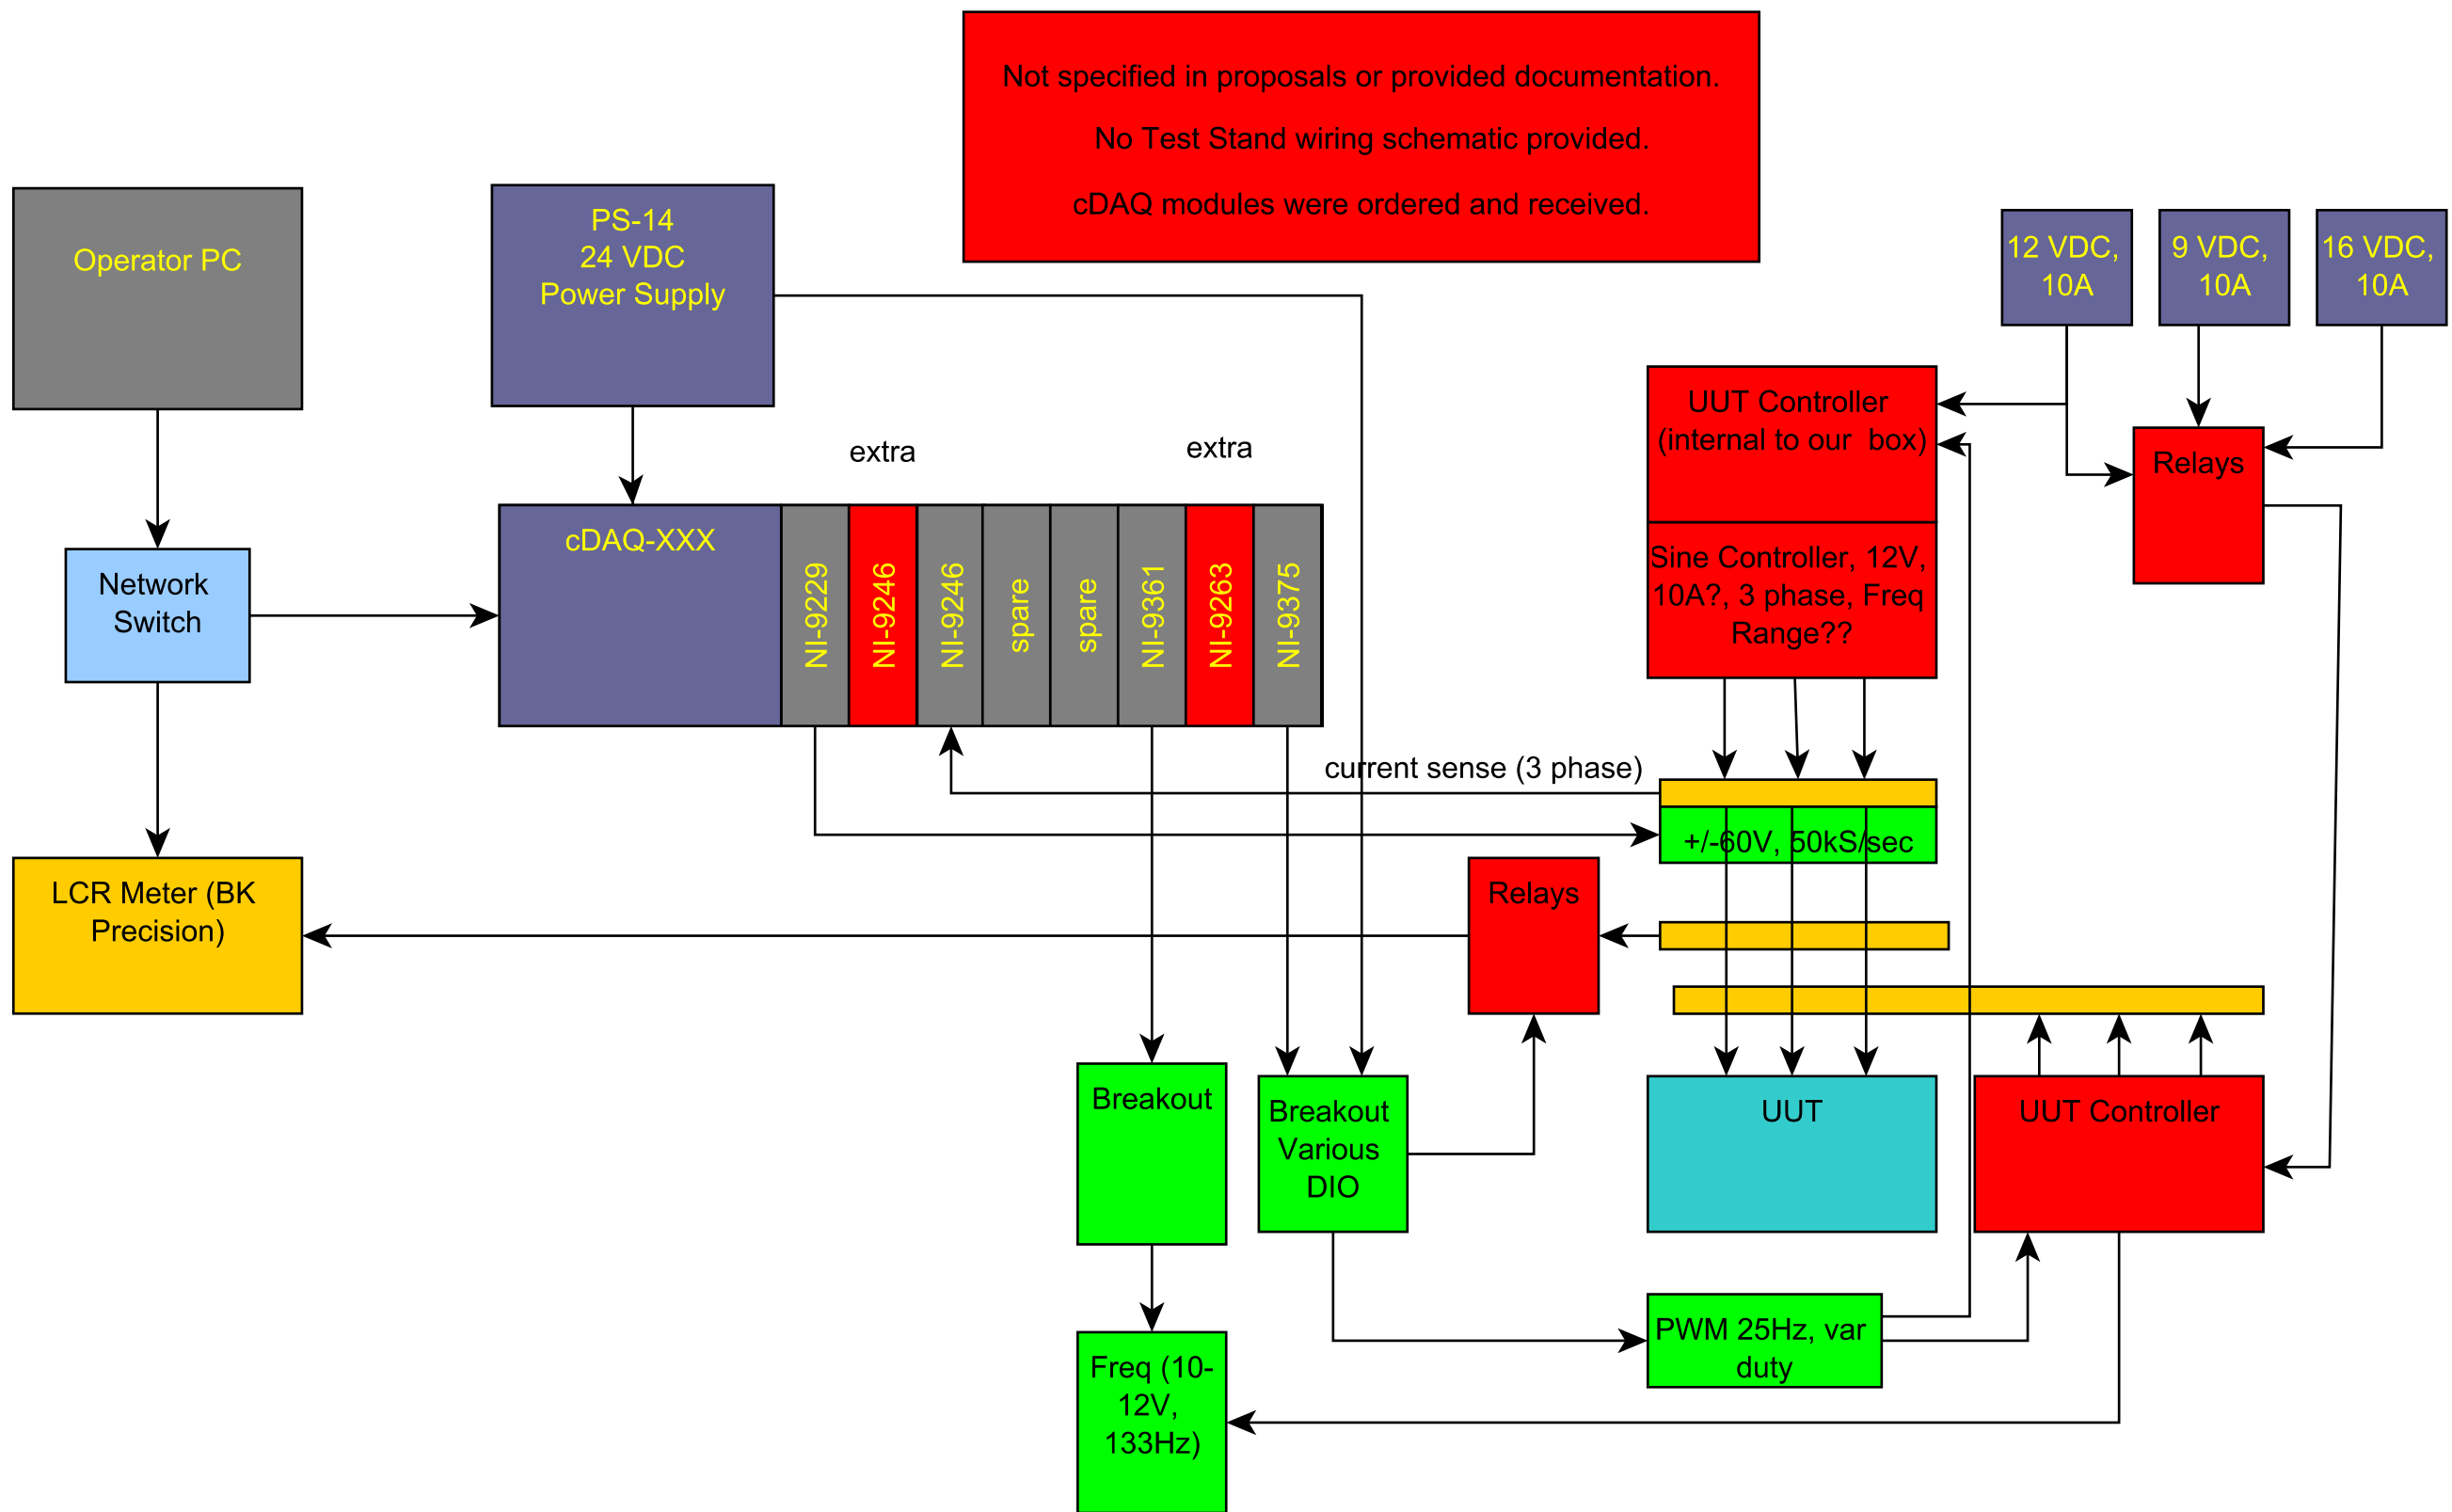 Not specified in proposals or provided documentation.
No Test Stand wiring schematic provided.
cDAQ modules were ordered and received.
Operator PC
PS-14
24 VDC
Power Supply
12 VDC,
10A
9 VDC,
10A
16 VDC,
10A
UUT Controller
(internal to our box)
Relays
extra
extra
cDAQ-XXX
NI-9229
NI-9246
NI-9246
spare
spare
NI-9361
NI-9263
NI-9375
Network
Switch
Sine Controller, 12V,
10A?, 3 phase, Freq
Range??
current sense (3 phase)
+/-60V, 50kS/sec
LCR Meter (BK
Precision)
Relays
Breakout
Breakout
Various
DIO
UUT
UUT Controller
PWM 25Hz, var
duty
Freq (10-
12V,
133Hz)